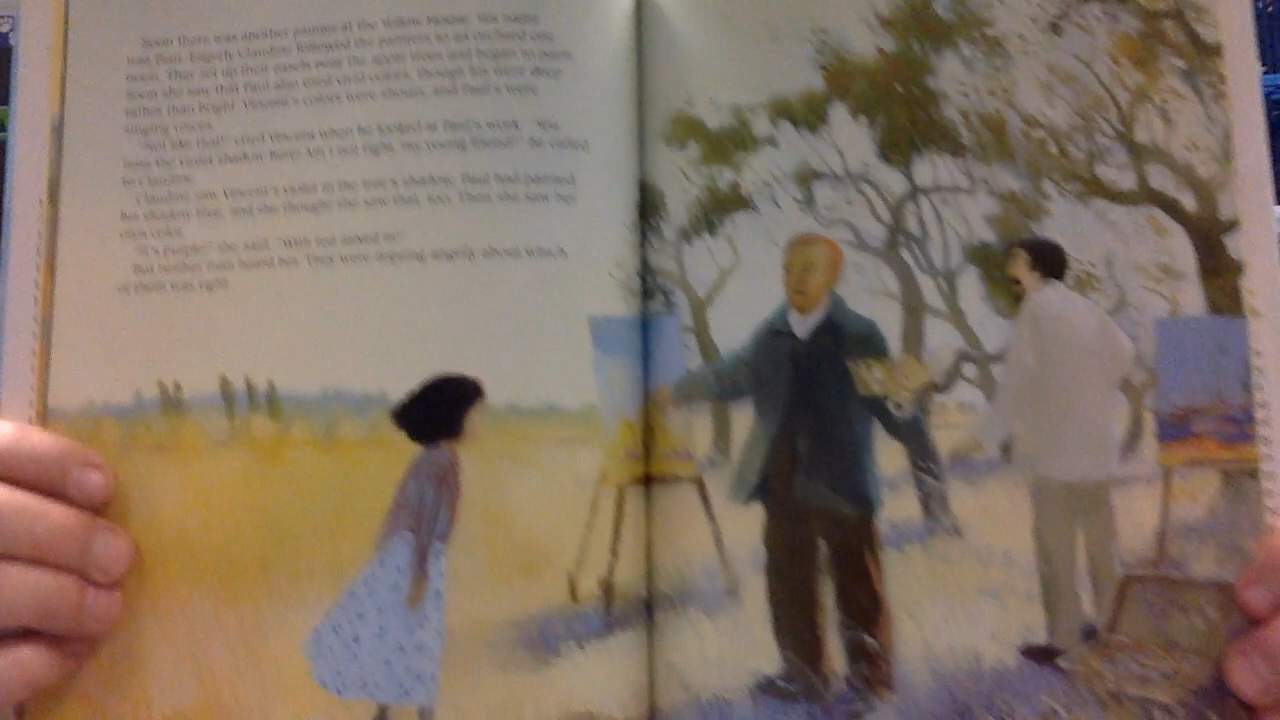 Soon there was another painter at the Yellow House. His name
was Paul. Eagerly Claudine followed the painters to an orchard one
noon. They set up their easels near the apple trees and began to paint.
Soon she saw that Paul also used vivid colors, though his were deep
rather than bright. Vincent's colors were shouts, and Paul's were
singing voices.
"Not like that!" cried Vincent when he looked at Paul's work. "You
miss the violet shadow there! Am I not right, my young friend?" he called
to Claudine.
Claudine saw Vincent's violet in the tree's shadow. Paul had painted
his shadow blue, and she thought she saw that, too. Then she saw her
own color.
"It's purple!" she said. "With red mixed in!"
But neither man heard her. They were arguing angrily about which
of them was right.